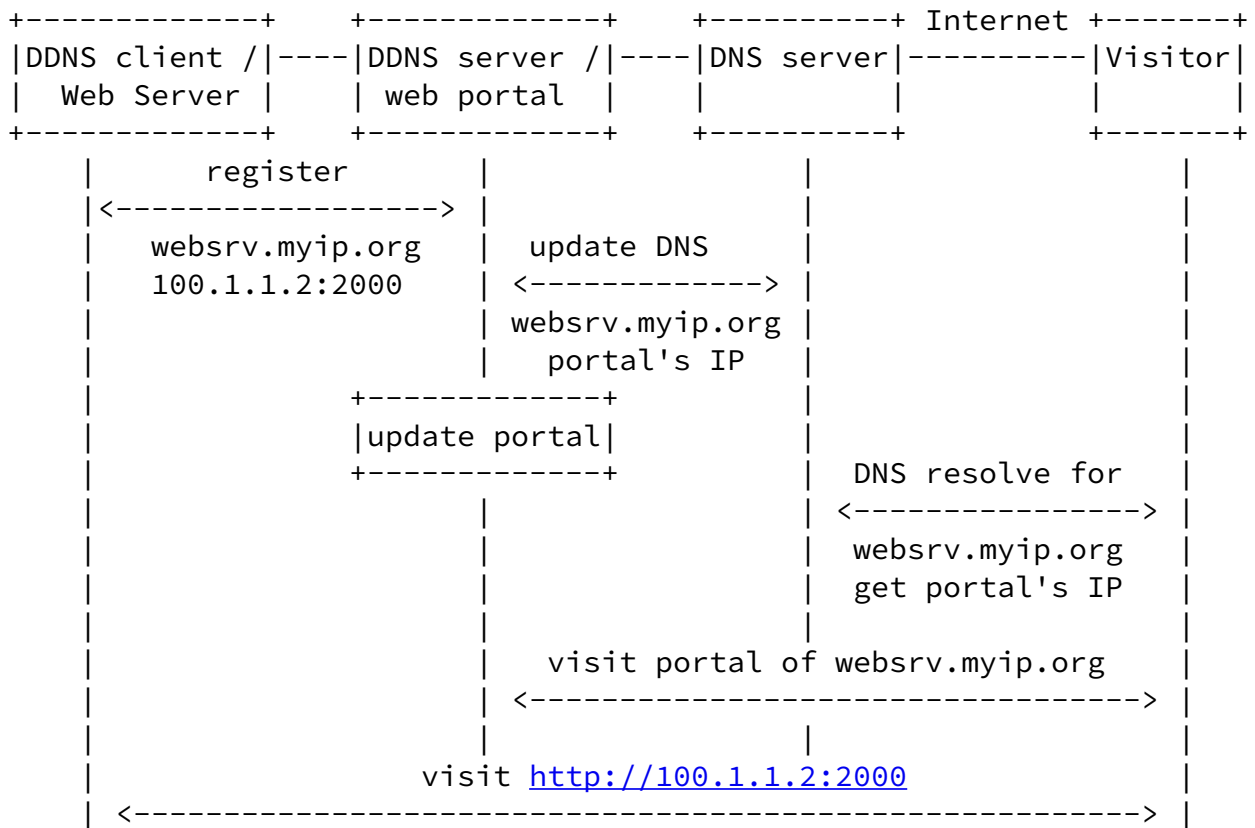 Internet
DDNS client / DDNS server / DNS server Visitor
Web Server web portal
register
websrv.myip.org update DNS
100.1.1.2:2000
websrv.myip.org
portal's IP
update portal
DNS resolve for
websrv.myip.org
get portal's IP
visit portal of websrv.myip.org
visit http://100.1.1.2:2000